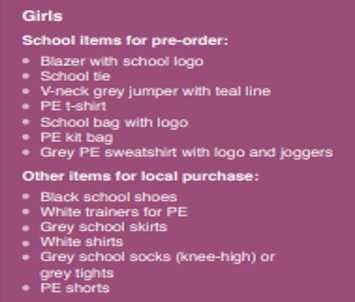 Girls
School items for pre-order:
• Blazer with school logo
• School tie
• V-neck grey jumper with teal line
• PE t-shirt
• School bag with logo
• PE kit bag
• Grey PE sweatshirt with logo and joggers
Other items for local purchase:
• Black school shoes
• White trainers for PE
• Grey school skirts
• White shirts
• Grey school socks (knee-high) or
grey tights
• PE shorts